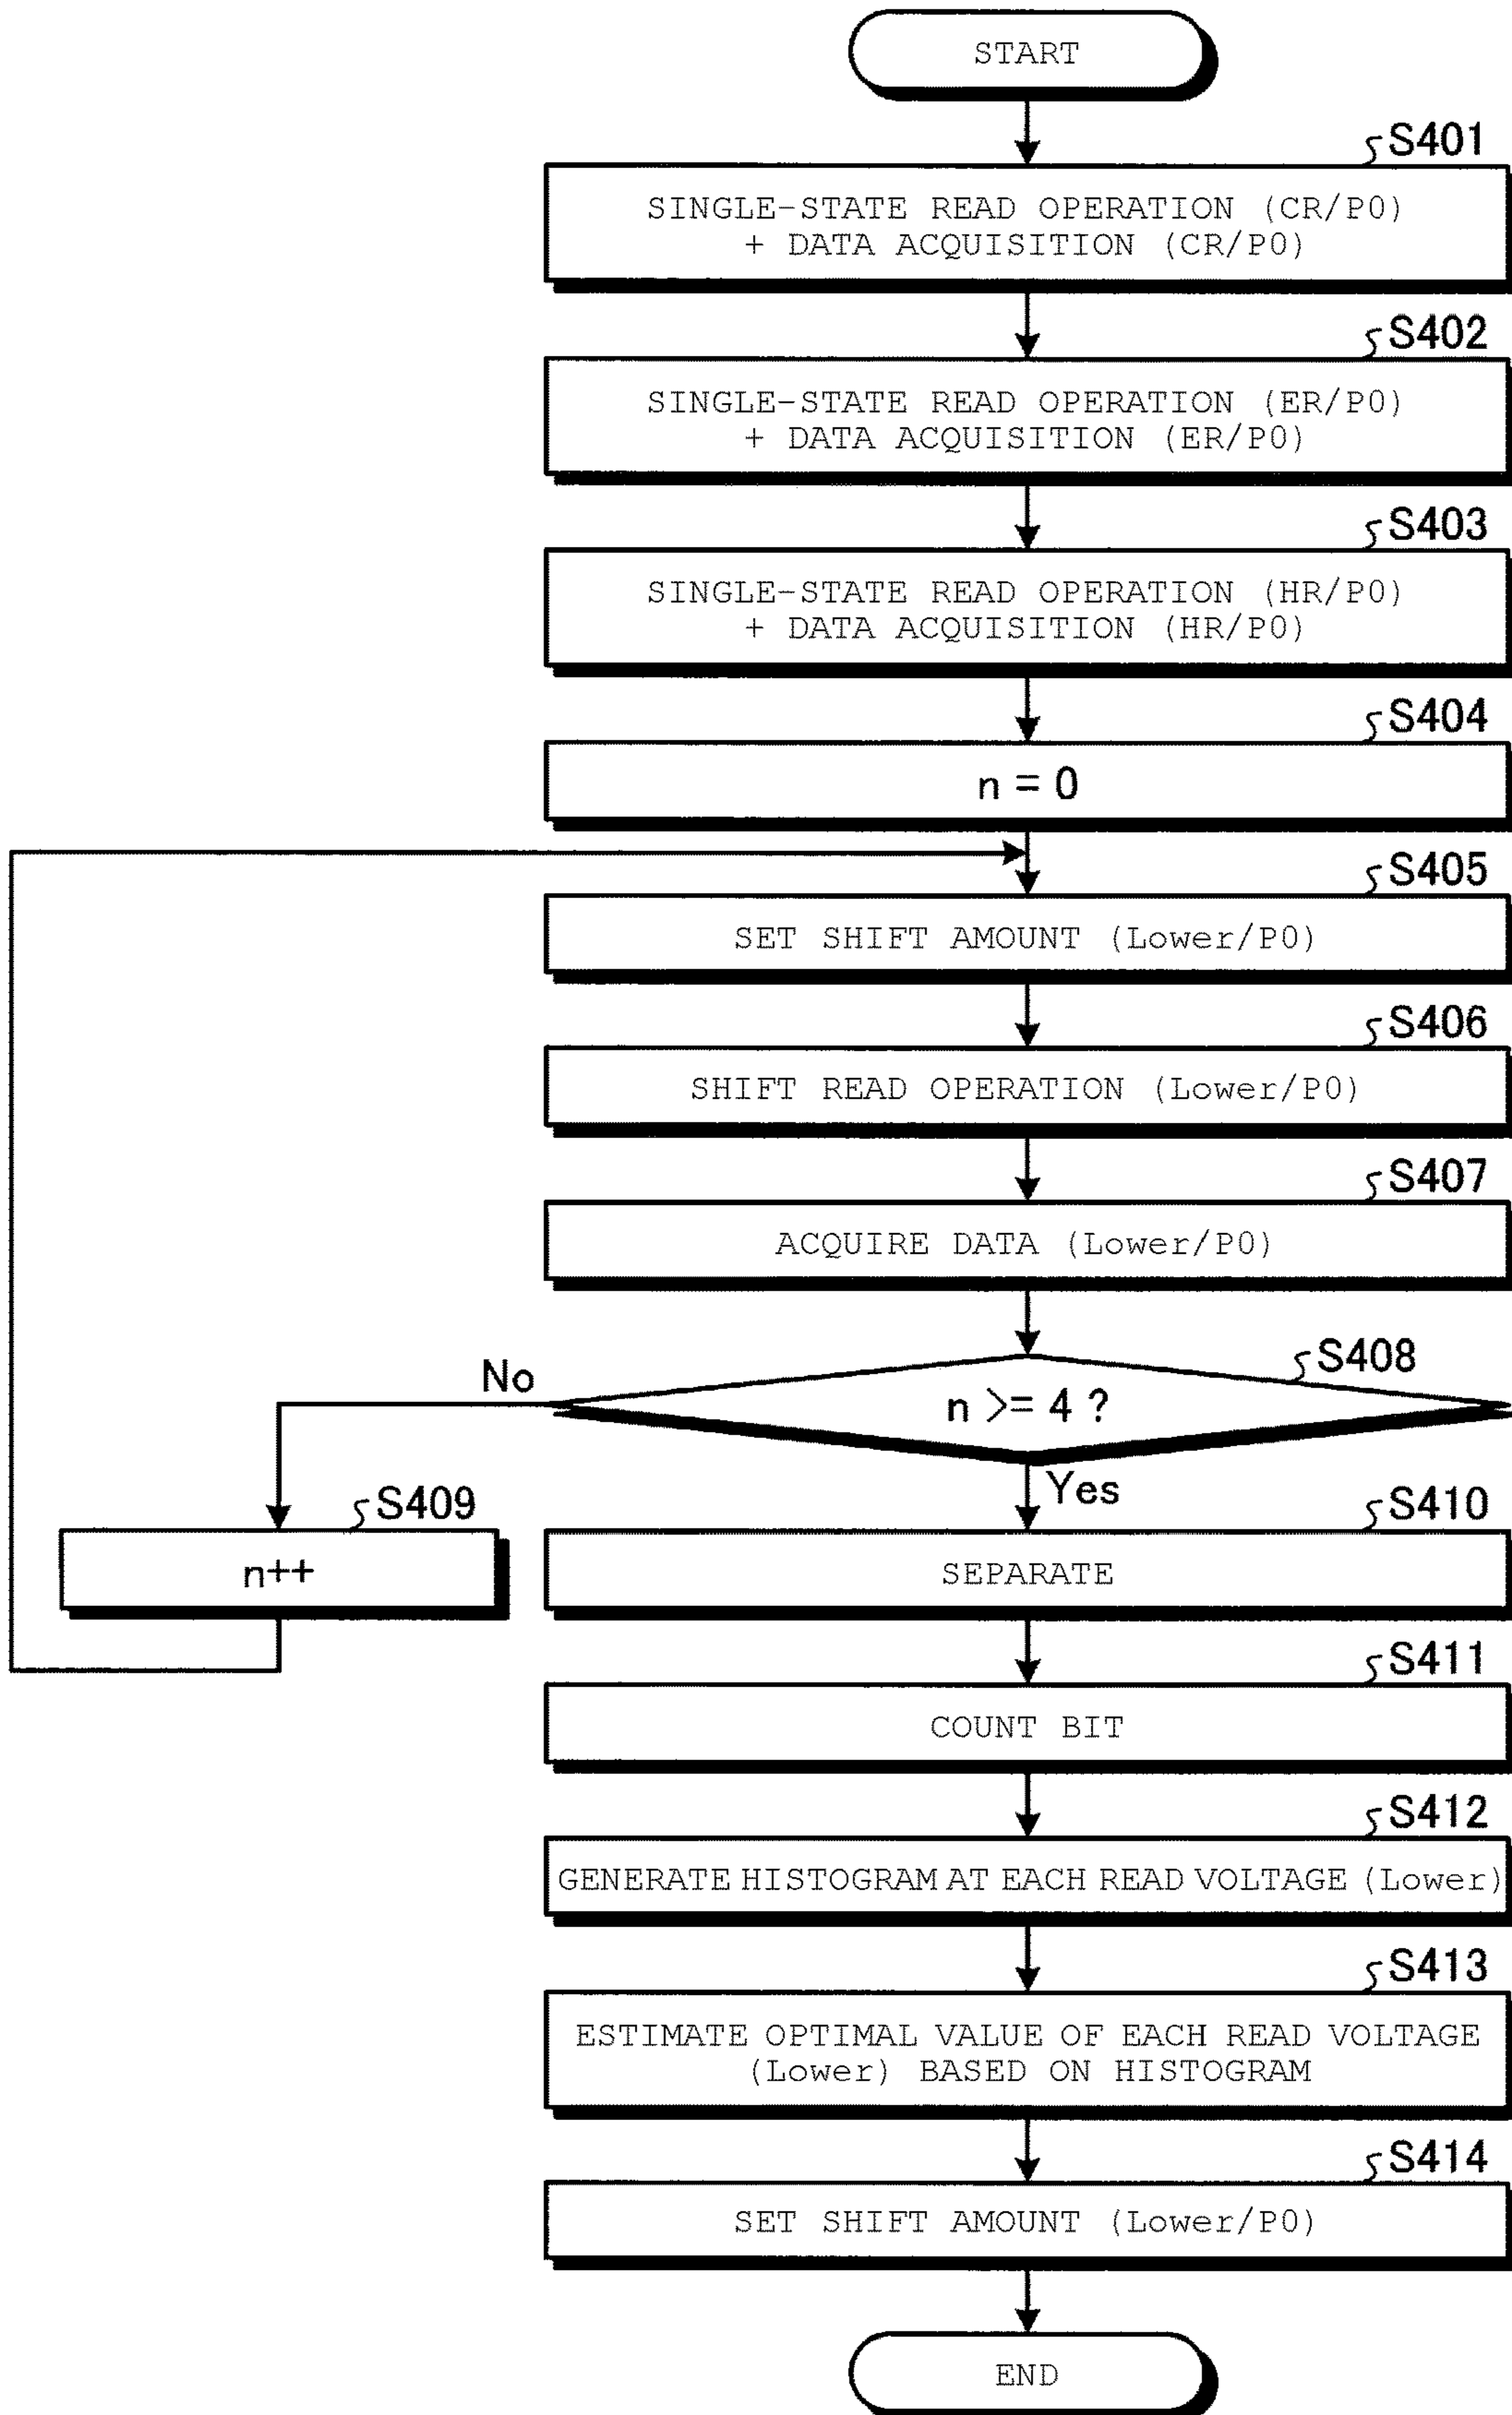 START
S401
SINGLE-STATE READ OPERATION (CR/P0)
+ DATA ACQUISITION (CR/P0)
S402
SINGLE-STATE READ OPERATION (ER/P0)
+ DATA ACQUISITION (ER/P0)
S403
SINGLE-STATE READ OPERATION (HR/P0)
+ DATA ACQUISITION (HR/P0)
S404
n = 0
S405
SET SHIFT AMOUNT (Lower/P0)
S406
SHIFT READ OPERATION (Lower/P0)
S407
ACQUIRE DATA (Lower/P0)
S408
n >= 4 ?
No
Yes
S409
n++
S410
SEPARATE
S411
COUNT BIT
S412
GENERATE HISTOGRAM AT EACH READ VOLTAGE (Lower)
S413
ESTIMATE OPTIMAL VALUE OF EACH READ VOLTAGE
(Lower) BASED ON HISTOGRAM
S414
SET SHIFT AMOUNT (Lower/P0)
END